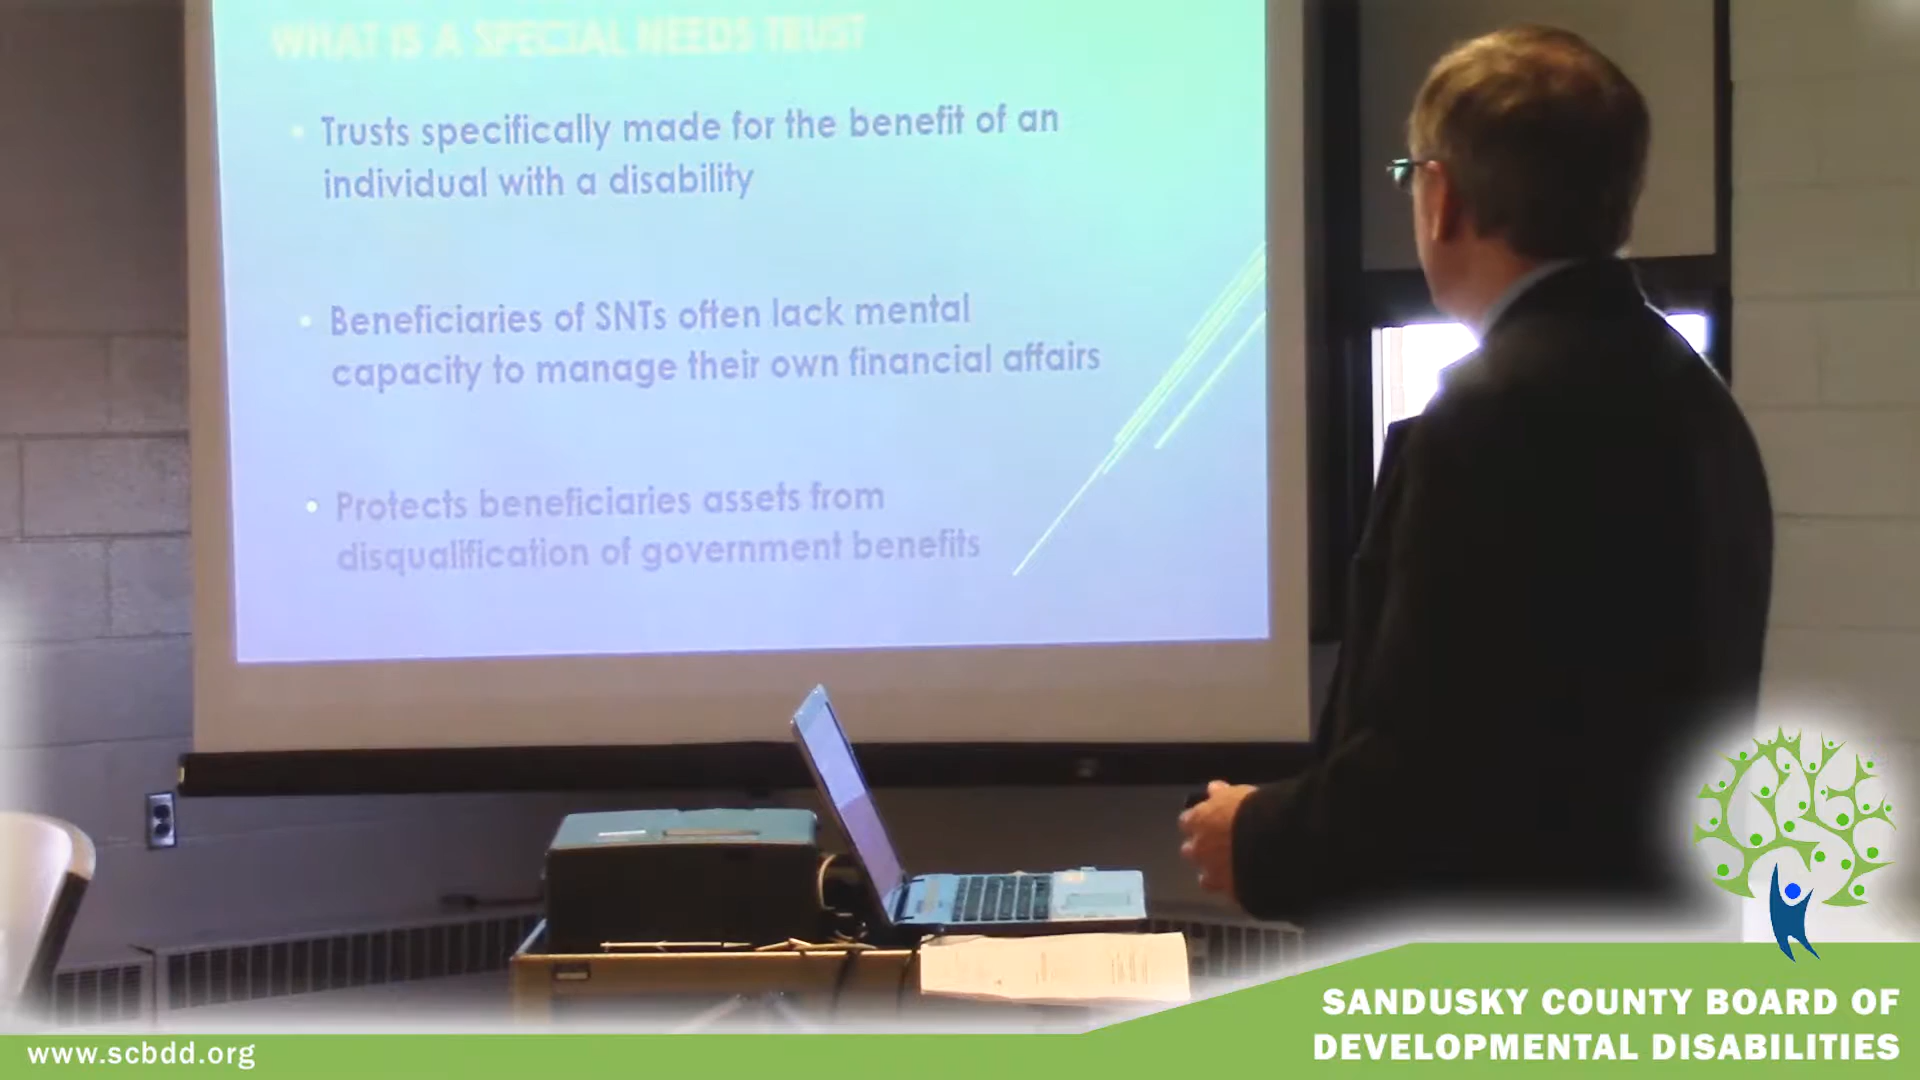 WHAT IS A SPECIAL NEEDS TRUST
Trusts specifically made for the benefit of an
individual with a disability
Beneficiaries of SNTs often lack mental
capacity to manage their own financial affairs
Protects beneficiaries assets from
disqualification of government benefits
SANDUSKY COUNTY BOARD OF
DEVELOPMENTAL DISABILITIES
www.scbdd.org